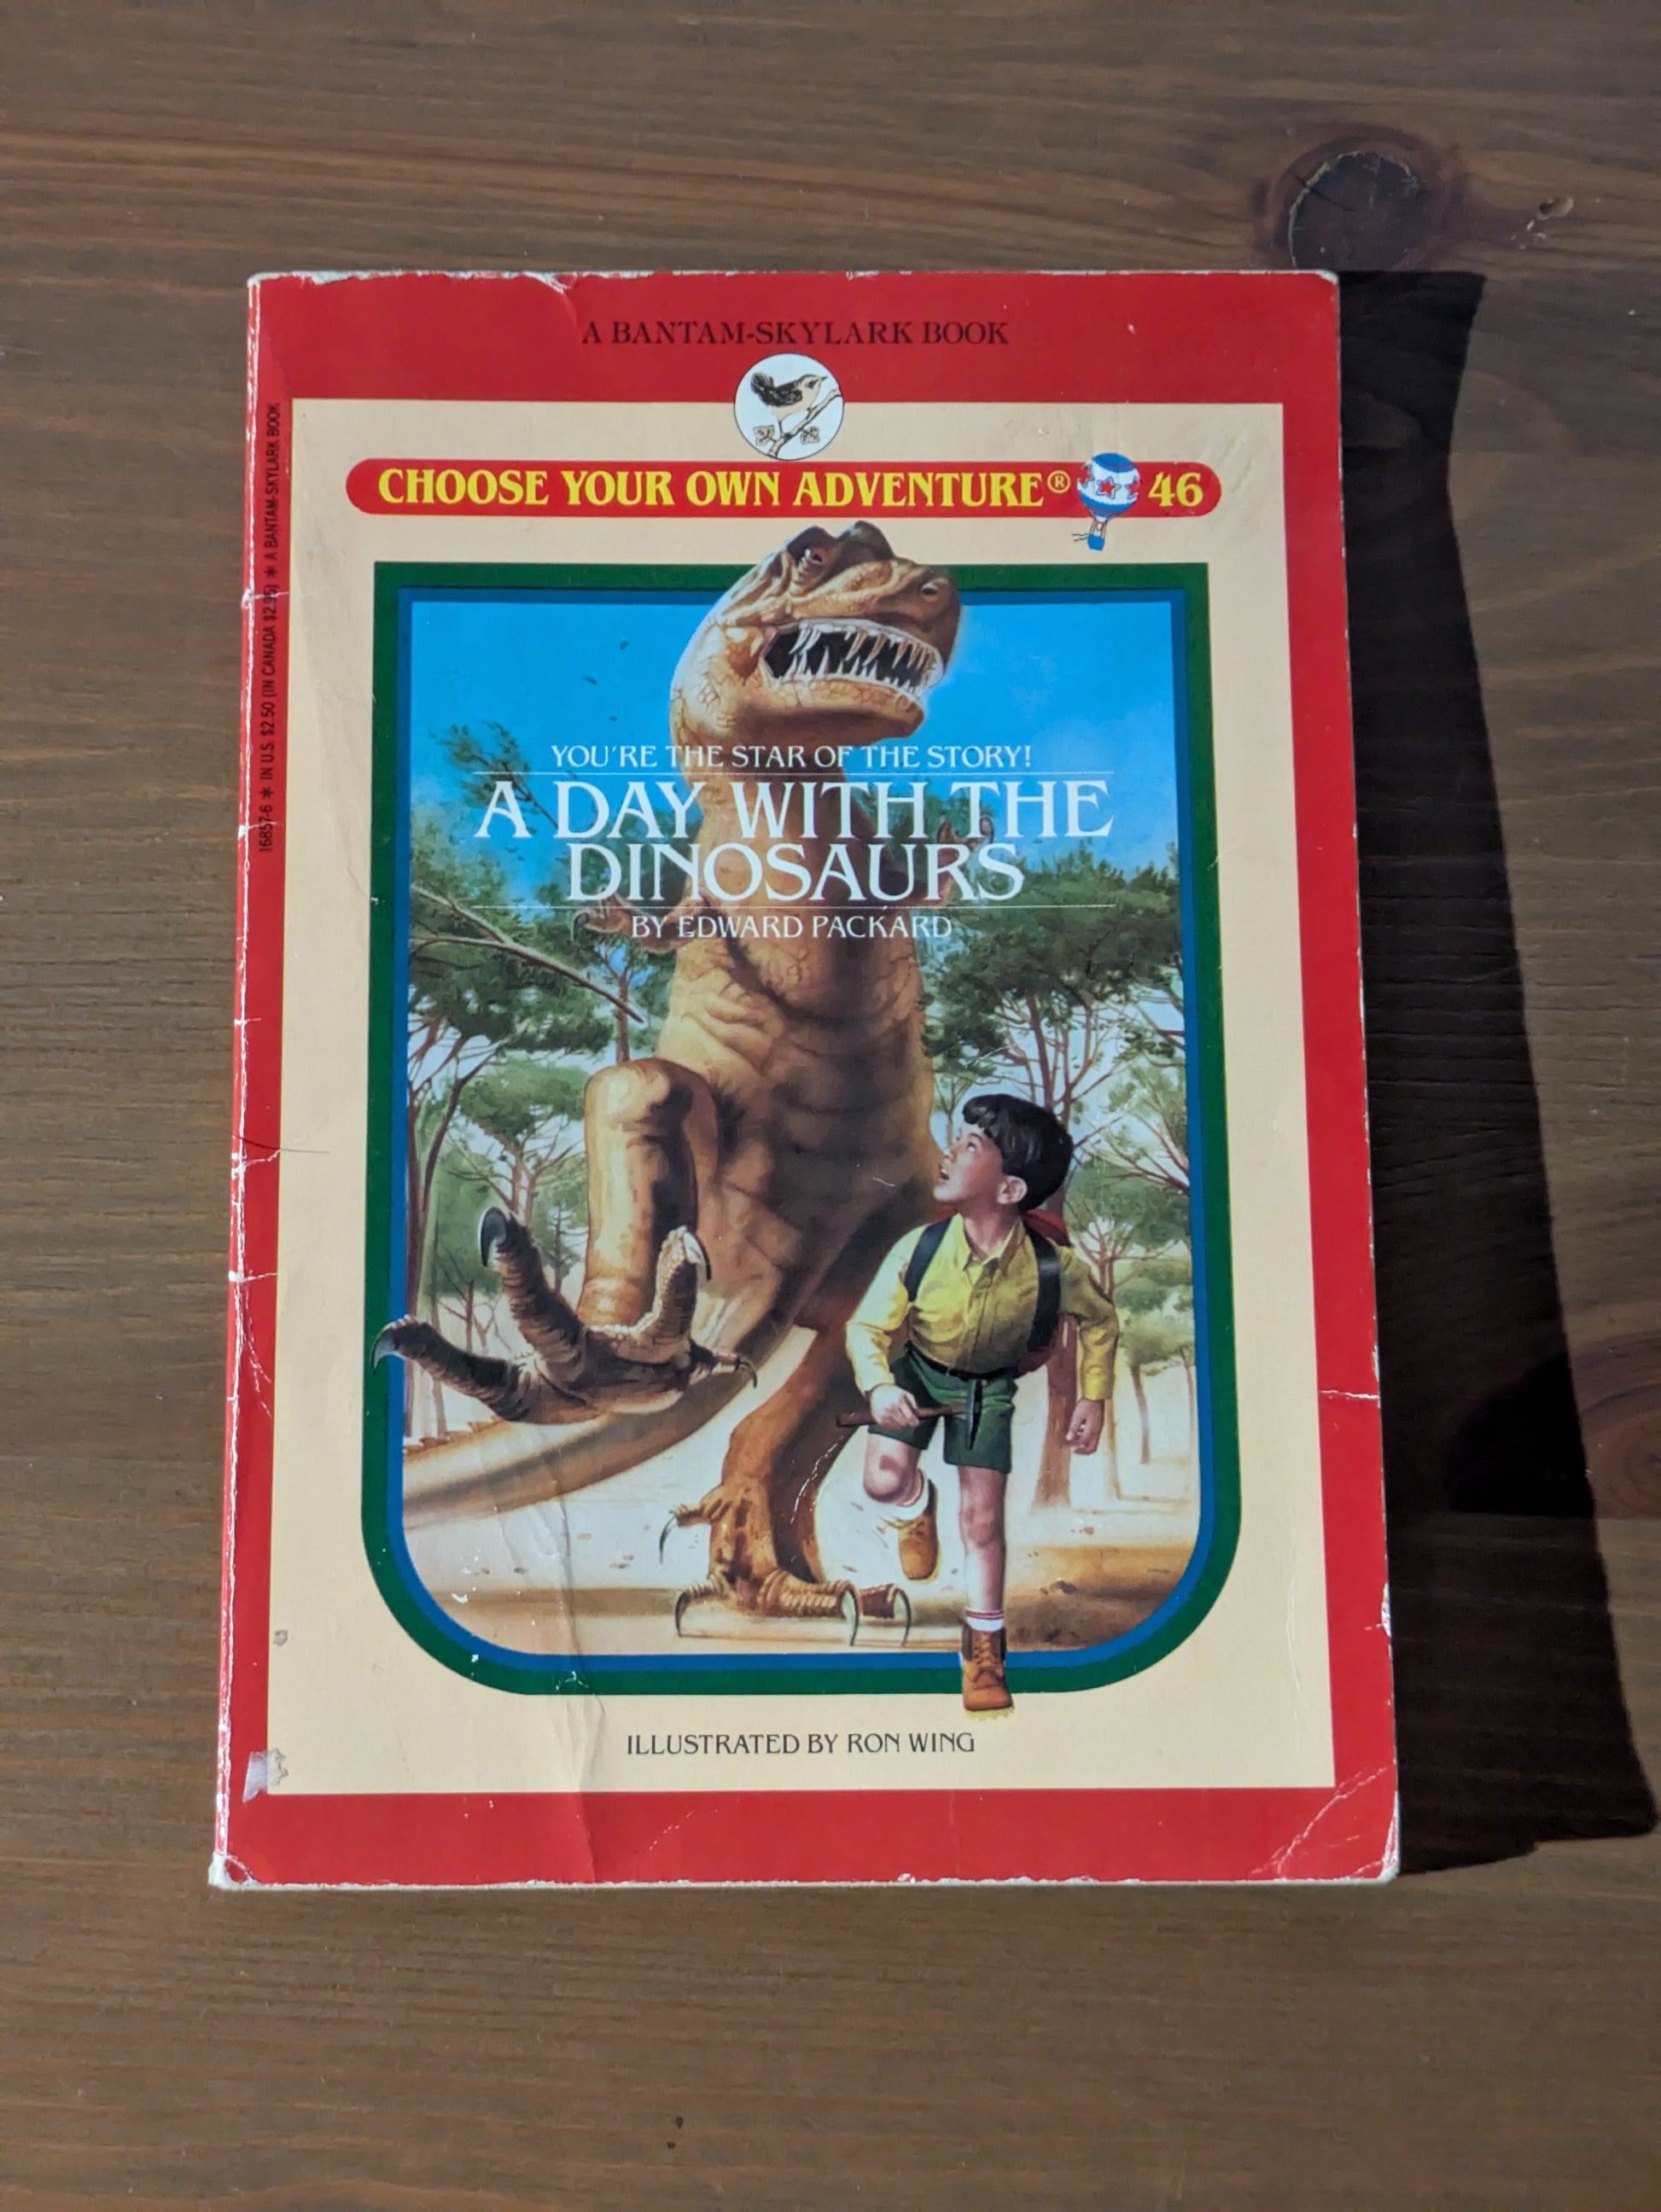 A BANTAM-SKYLARK BOOK
CHOOSE YOUR OWN ADVENTURE® 46
YOU'RE THE STAR OF THE STORY!
A DAY WITH THE
DINOSAURS
BY EDWARD PACKARD
ILLUSTRATED BY RON WING
16857-6 * IN U.S. $2.50 (IN CANADA $2.95) * A BANTAM-SKYLARK BOOK